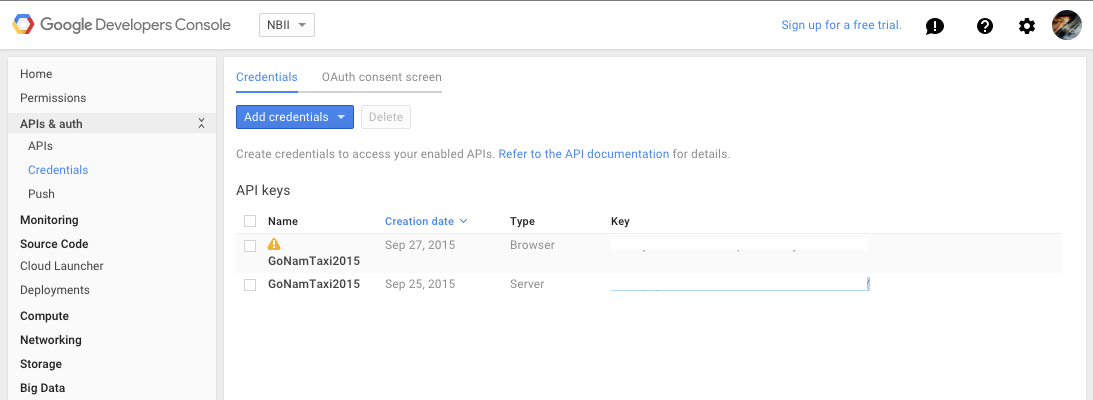 Google Developers Console
NBII
Sign up for a free trial.
Home
Permissions
APIs & auth
APIs
Credentials
Push
Monitoring
Source Code
Cloud Launcher
Deployments
Compute
Networking
Storage
Big Data
Credentials OAuth consent screen
Add credentials Delete
Create credentials to access your enabled APIs. Refer to the API documentation for details.
API keys
Name Creation date Type Key
Sep 27, 2015 Browser
GoNamTaxi2015
GoNamTaxi2015 Sep 25, 2015 Server